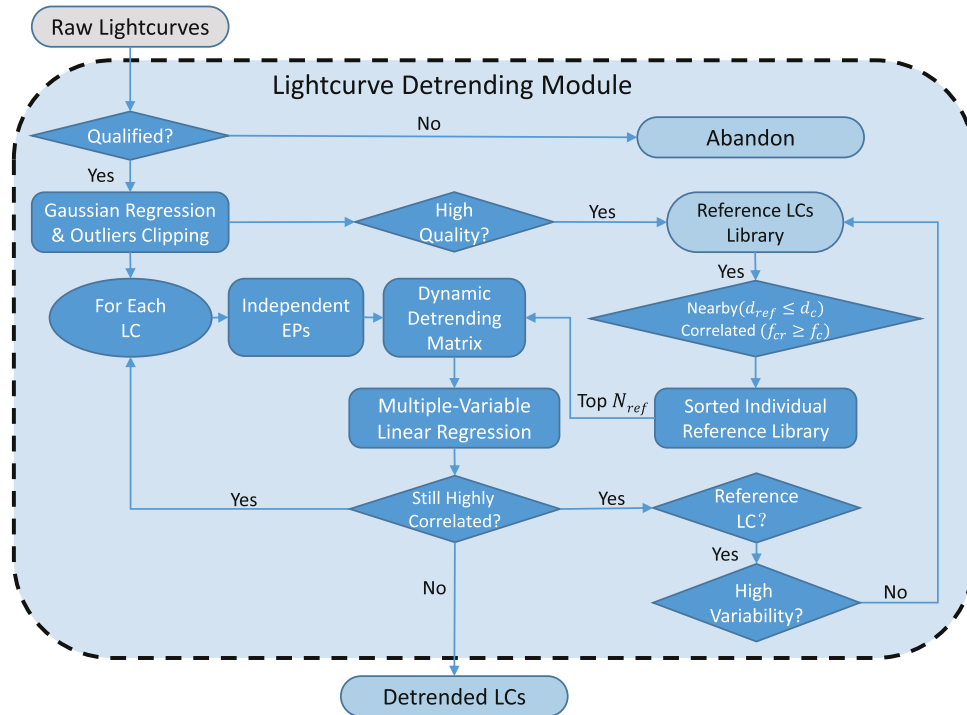 Raw Lightcurves
Lightcurve Detrending Module
Qualified?
No
Abandon
Yes
Gaussian Regression
& Outliers Clipping
High
Quality?
Yes
Reference LCs
Library
Yes
For Each
LC
Independent
EPs
Dynamic
Detrending
Matrix
Nearby(d_ref ≤ d_c)
Correlated (f_cr ≥ f_c)
Top N_ref
Multiple-Variable
Linear Regression
Sorted Individual
Reference Library
Yes
Still Highly
Correlated?
Yes
Reference
LC?
Yes
No
High
Variability?
No
Detrended LCs